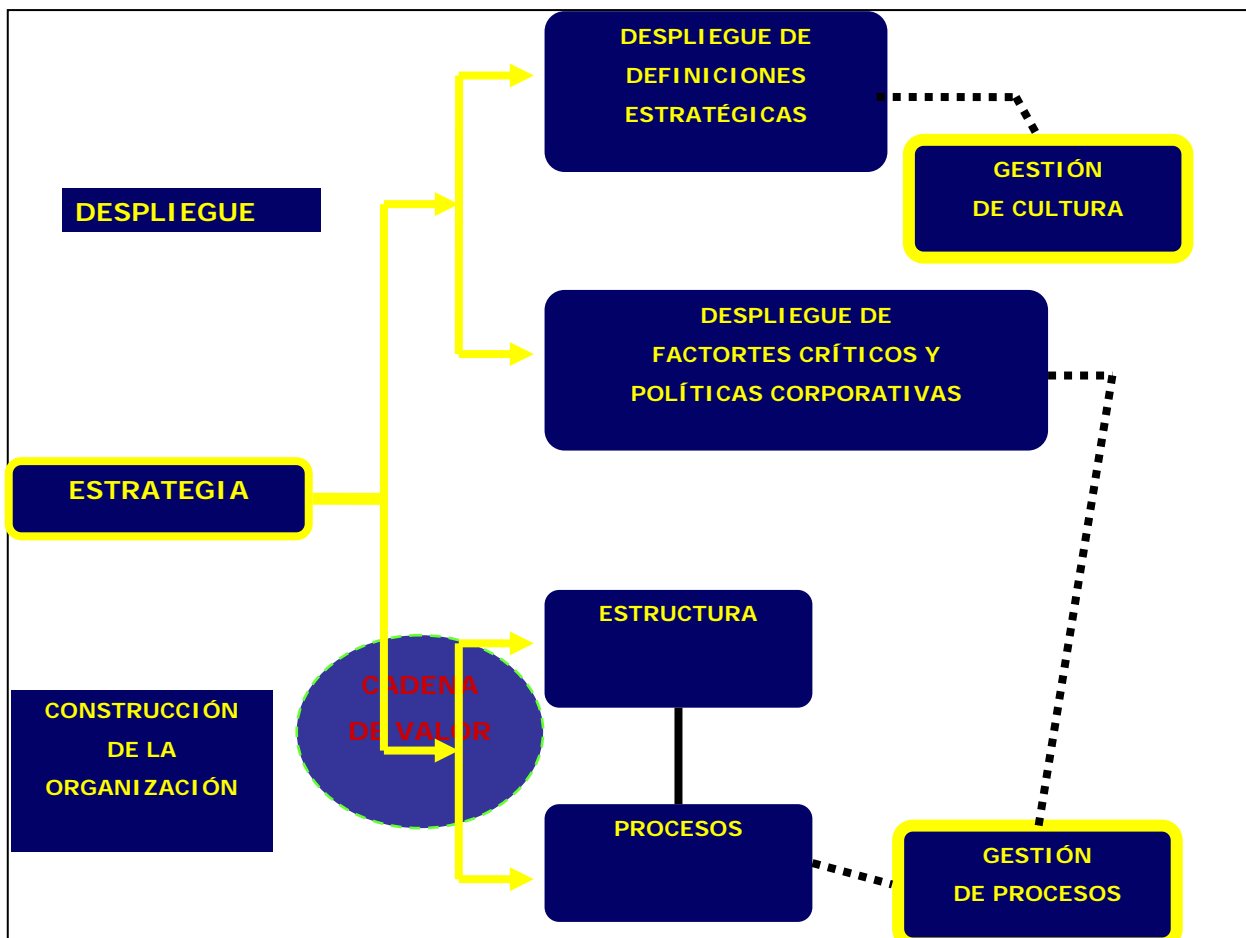 DESPLIEGUE DE
DEFINICIONES
ESTRATÉGICAS
GESTIÓN
DE CULTURA
DESPLIEGUE
DESPLIEGUE DE
FACTORTES CRÍTICOS Y
POLÍTICAS CORPORATIVAS
ESTRATEGIA
ESTRUCTURA
CADENA
DE VALOR
CONSTRUCCIÓN
DE LA
ORGANIZACIÓN
PROCESOS
GESTIÓN
DE PROCESOS